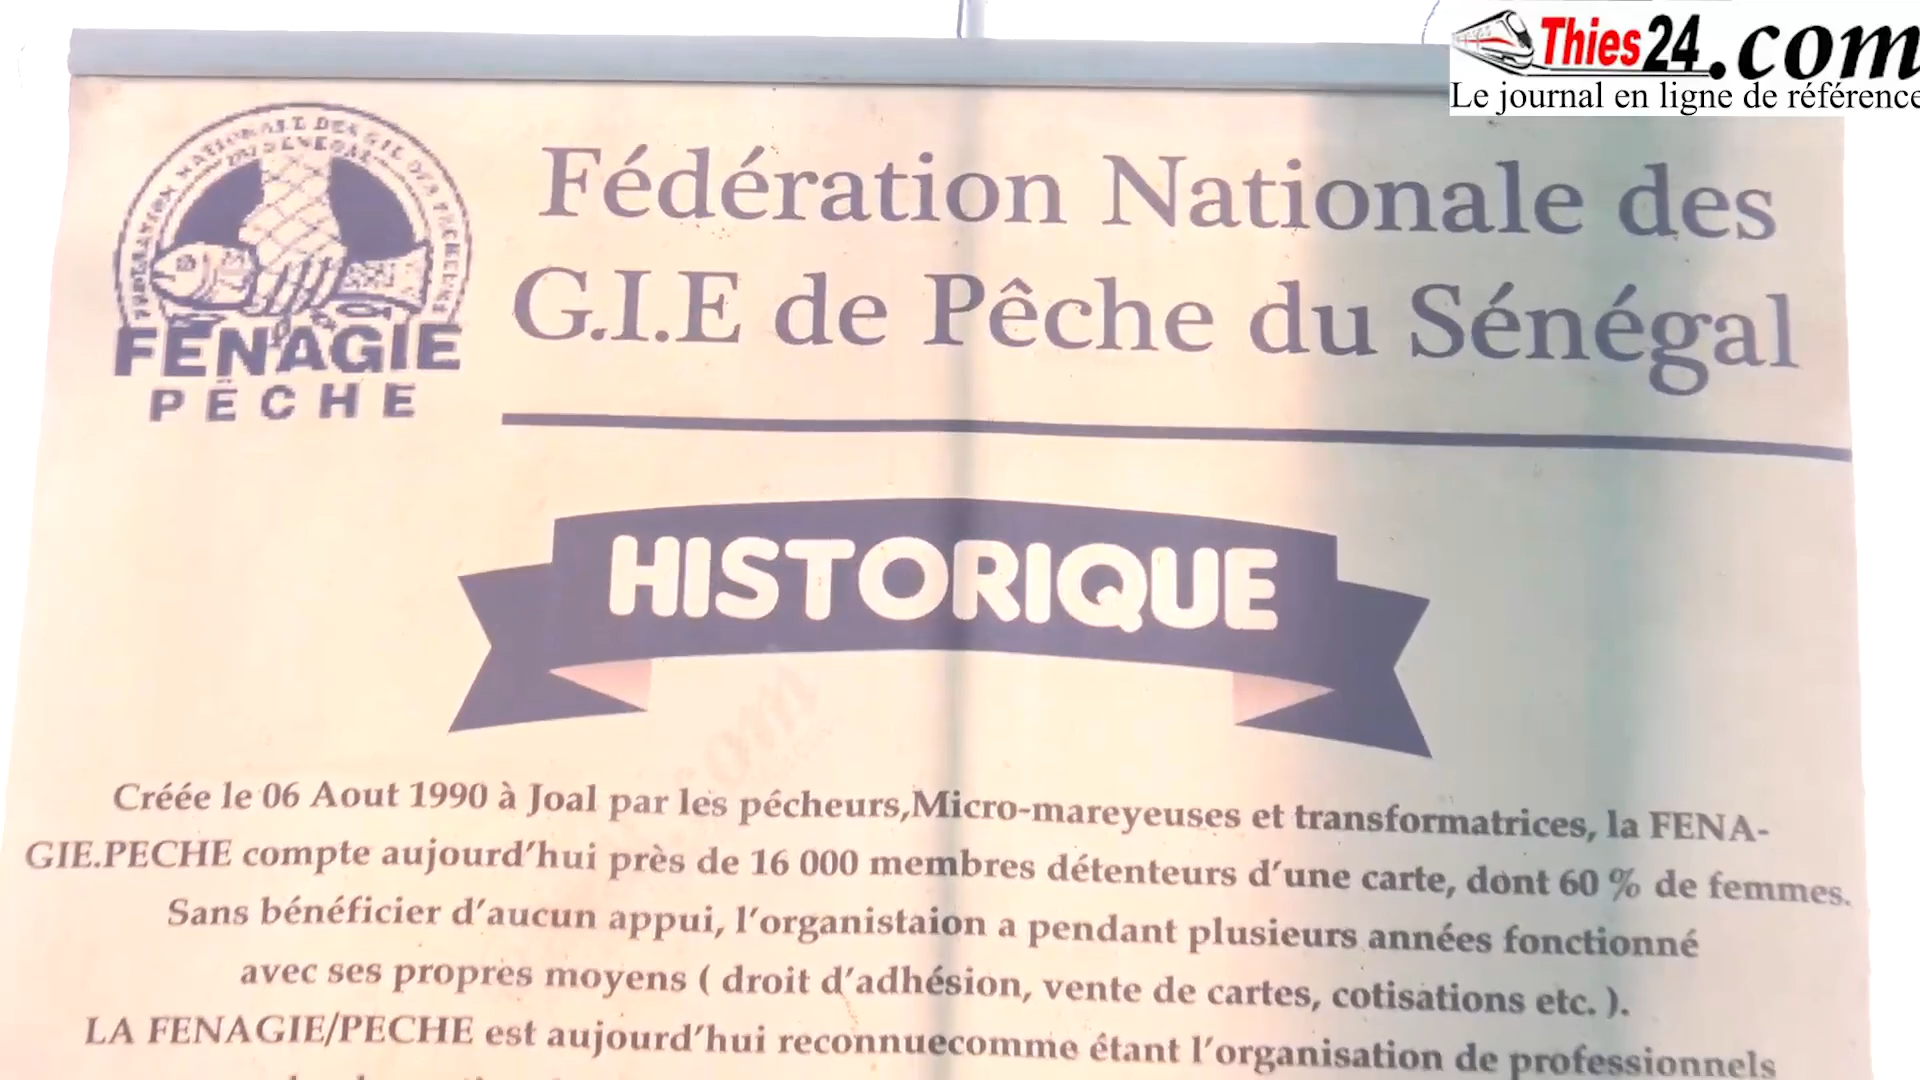 Thies24.com
Le journal en ligne de référence
FENAGIE
PÊCHE
Fédération Nationale des
G.I.E de Pêche du Sénégal
HISTORIQUE
Créée le 06 Aout 1990 à Joal par les pécheurs,Micro-mareyeuses et transformatrices, la FENA-
GIE.PECHE compte aujourd'hui près de 16 000 membres détenteurs d'une carte, dont 60 % de femmes.
Sans bénéficier d'aucun appui, l'organistaion a pendant plusieurs années fonctionné
avec ses propres moyens ( droit d'adhésion, vente de cartes, cotisations etc. ).
LA FENAGIE/PECHE est aujourd'hui reconnuecomme étant l'organisation de professionnels